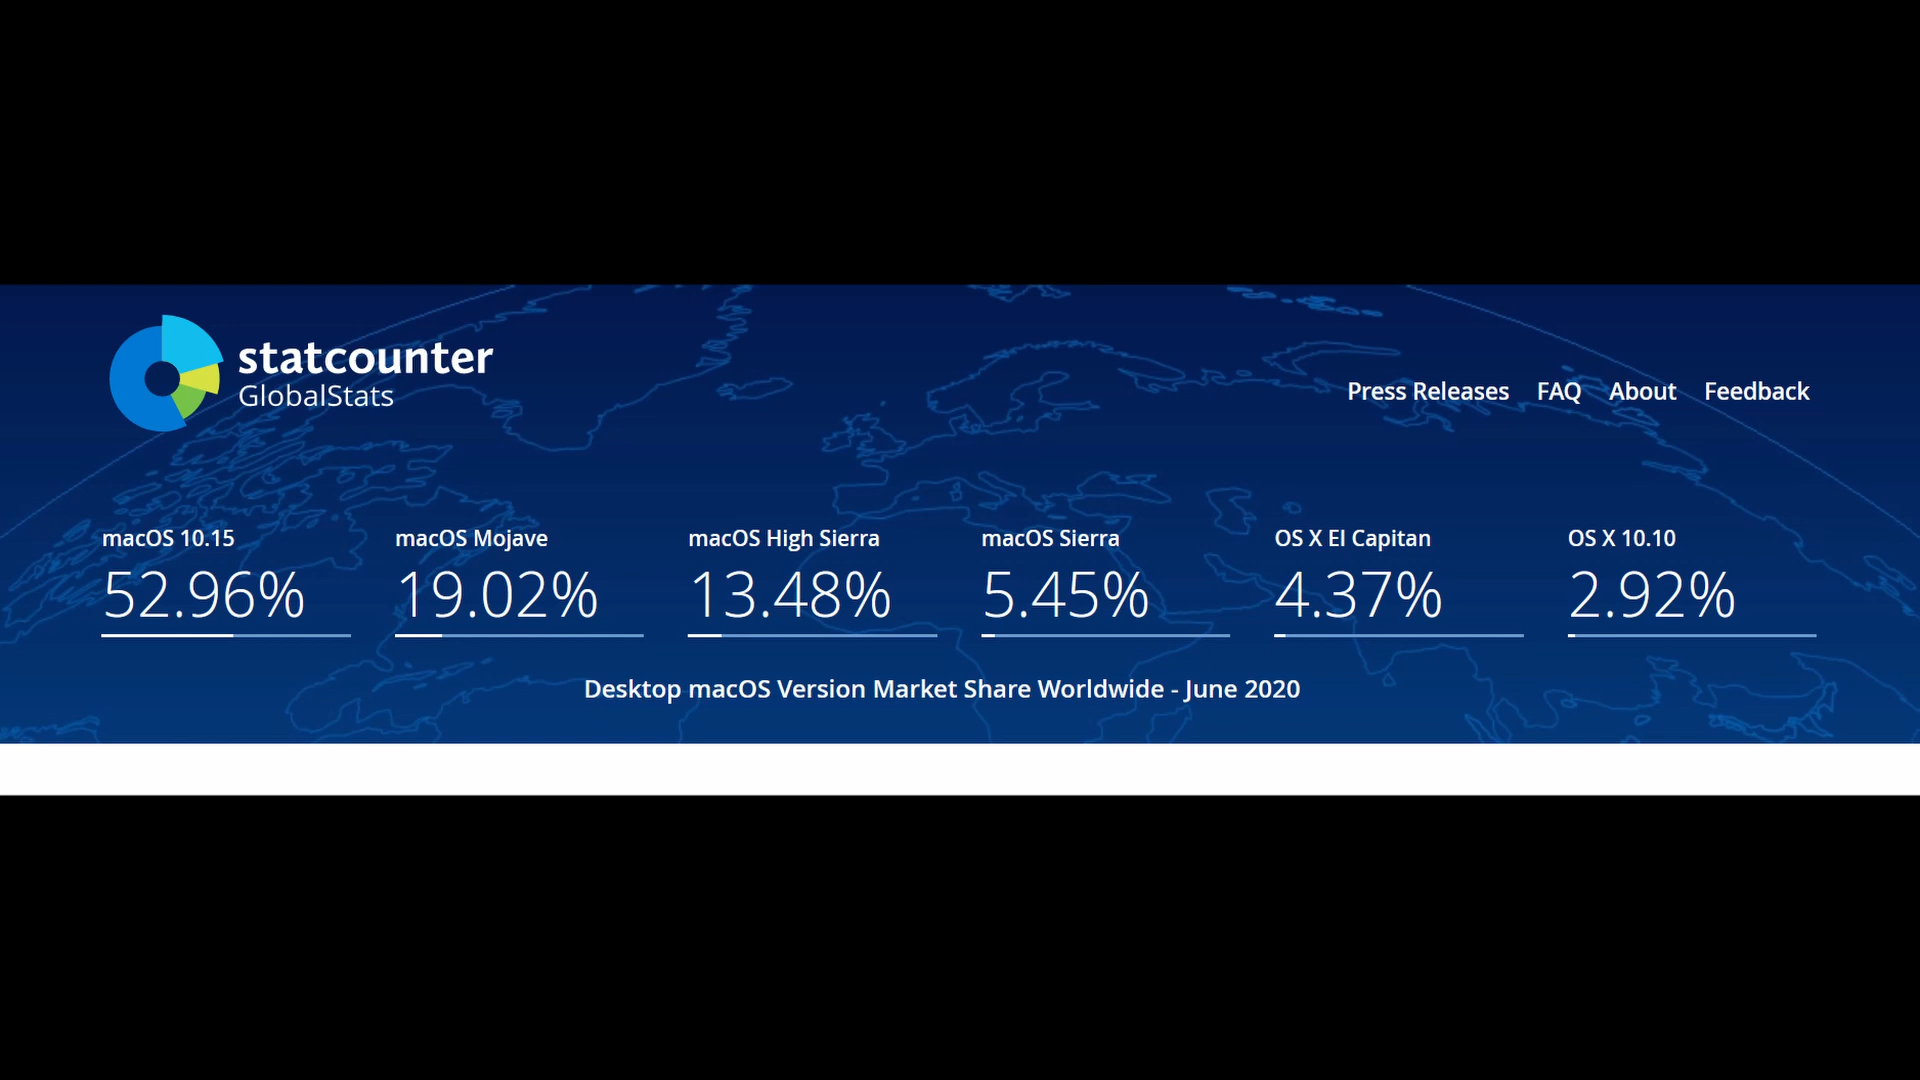 statcounter
GlobalStats
Press Releases FAQ About Feedback
macOS 10.15 macOS Mojave macOS High Sierra macOS Sierra OS X El Capitan OS X 10.10
52.96% 19.02% 13.48% 5.45% 4.37% 2.92%
Desktop macOS Version Market Share Worldwide - June 2020